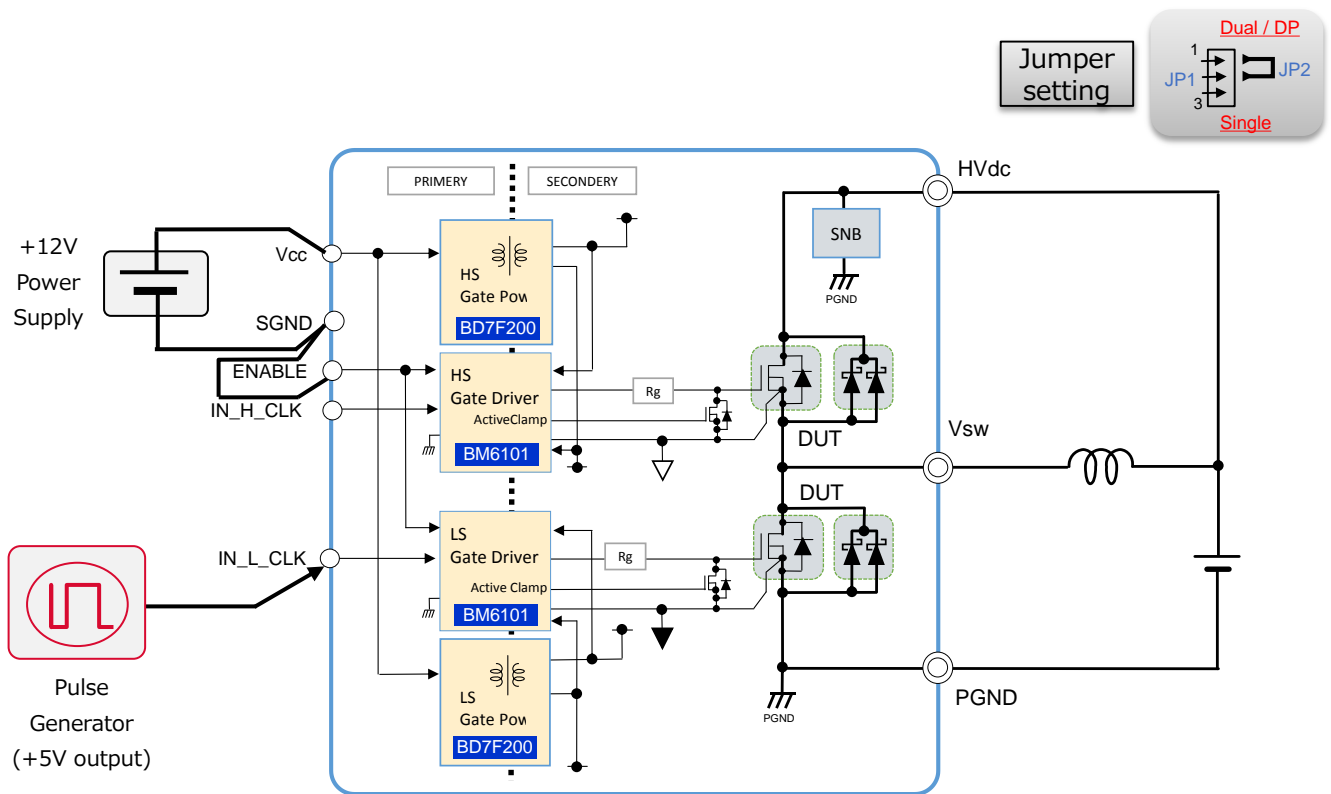 Dual / DP
Jumper
setting
1
JP1
JP2
3
Single
PRIMERY
SECONDERY
HVdc
+12V
Power
Supply
Vcc
SNB
PGND
HS
Gate Pow
BD7F200
SGND
ENABLE
IN_H_CLK
HS
Gate Driver
ActiveClamp
BM6101
Rg
DUT
Vsw
DUT
LS
Gate Driver
Active Clamp
BM6101
Rg
IN_L_CLK
LS
Gate Pow
BD7F200
PGND
PGND
Pulse
Generator
(+5V output)